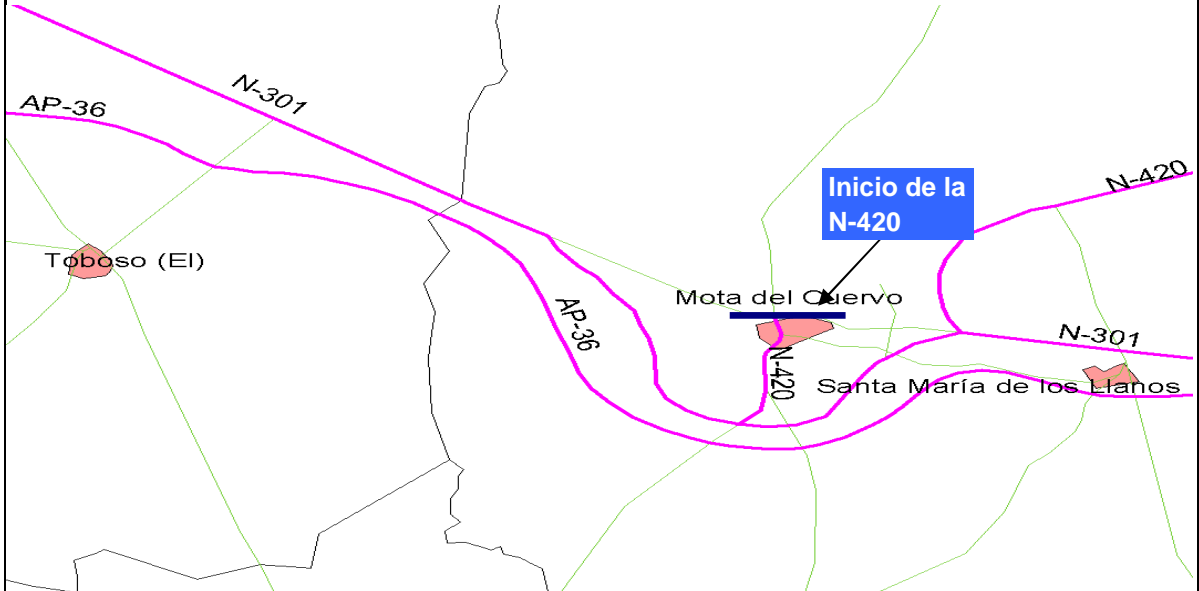 N-301
AP-36
N-420
Inicio de la
N-420
Toboso (El)
Mota del Cuervo
AP-36
N-301
N-420
Santa María de los Llanos